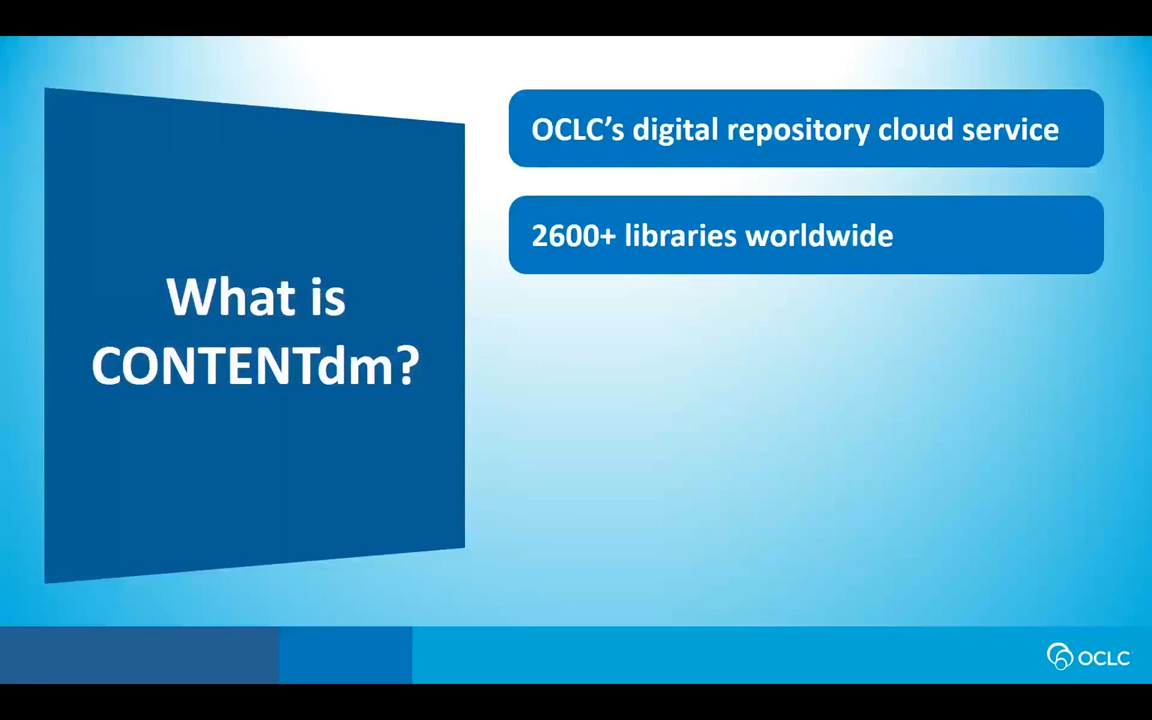 What is
CONTENTdm?
OCLC’s digital repository cloud service
2600+ libraries worldwide
OCLC